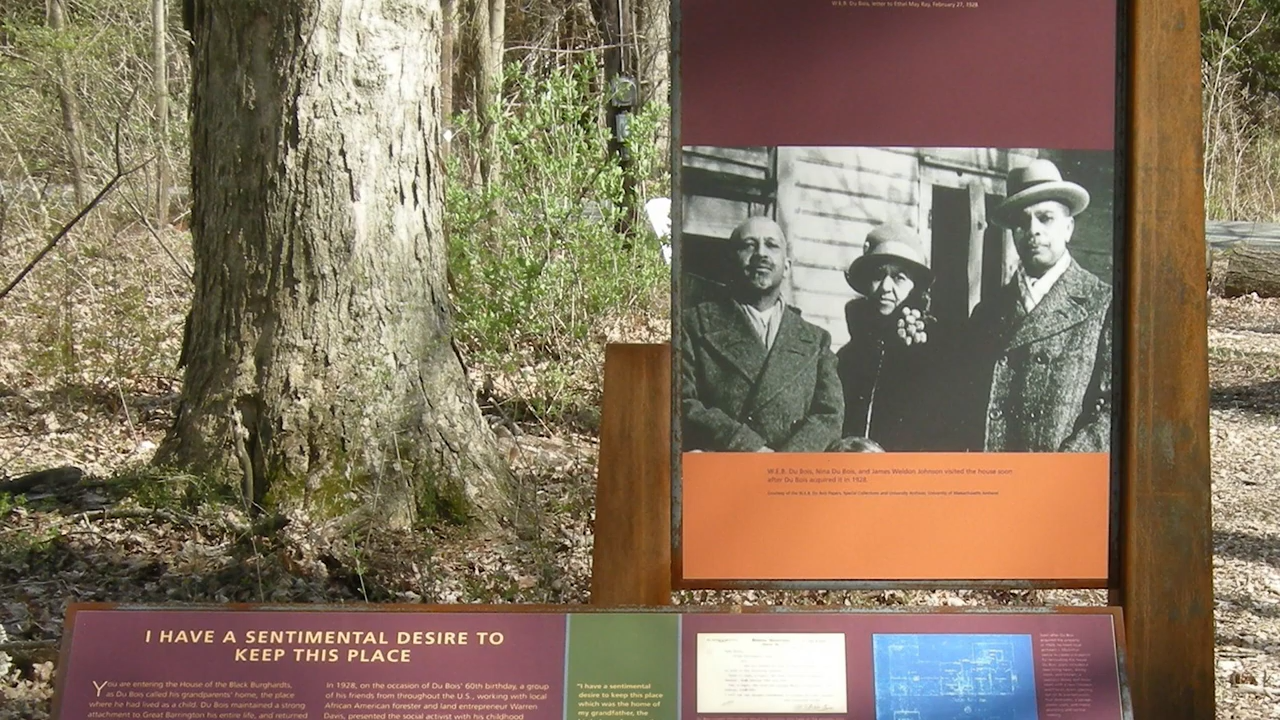 W.E.B. Du Bois, letter to Ethel May Ray, February 27, 1928
W.E.B. Du Bois, Nina Du Bois, and James Weldon Johnson visited the house soon
after Du Bois acquired it in 1928.
Courtesy of the W.E.B. Du Bois Papers, Special Collections and University Archives, University of Massachusetts Amherst
I HAVE A SENTIMENTAL DESIRE TO
KEEP THIS PLACE
You are entering the House of the Black Burghardts,
as Du Bois called his grandparents' home, the place
where he had lived as a child. Du Bois maintained a strong
attachment to Great Barrington his entire life, and returned
In 1928, on the occasion of Du Bois' 60th birthday, a group
of his friends from throughout the U.S., working with local
African American forester and land entrepreneur Warren
Davis, presented the social activist with his childhood
"I have a sentimental
desire to keep this place
which was the home of
my grandfather, the